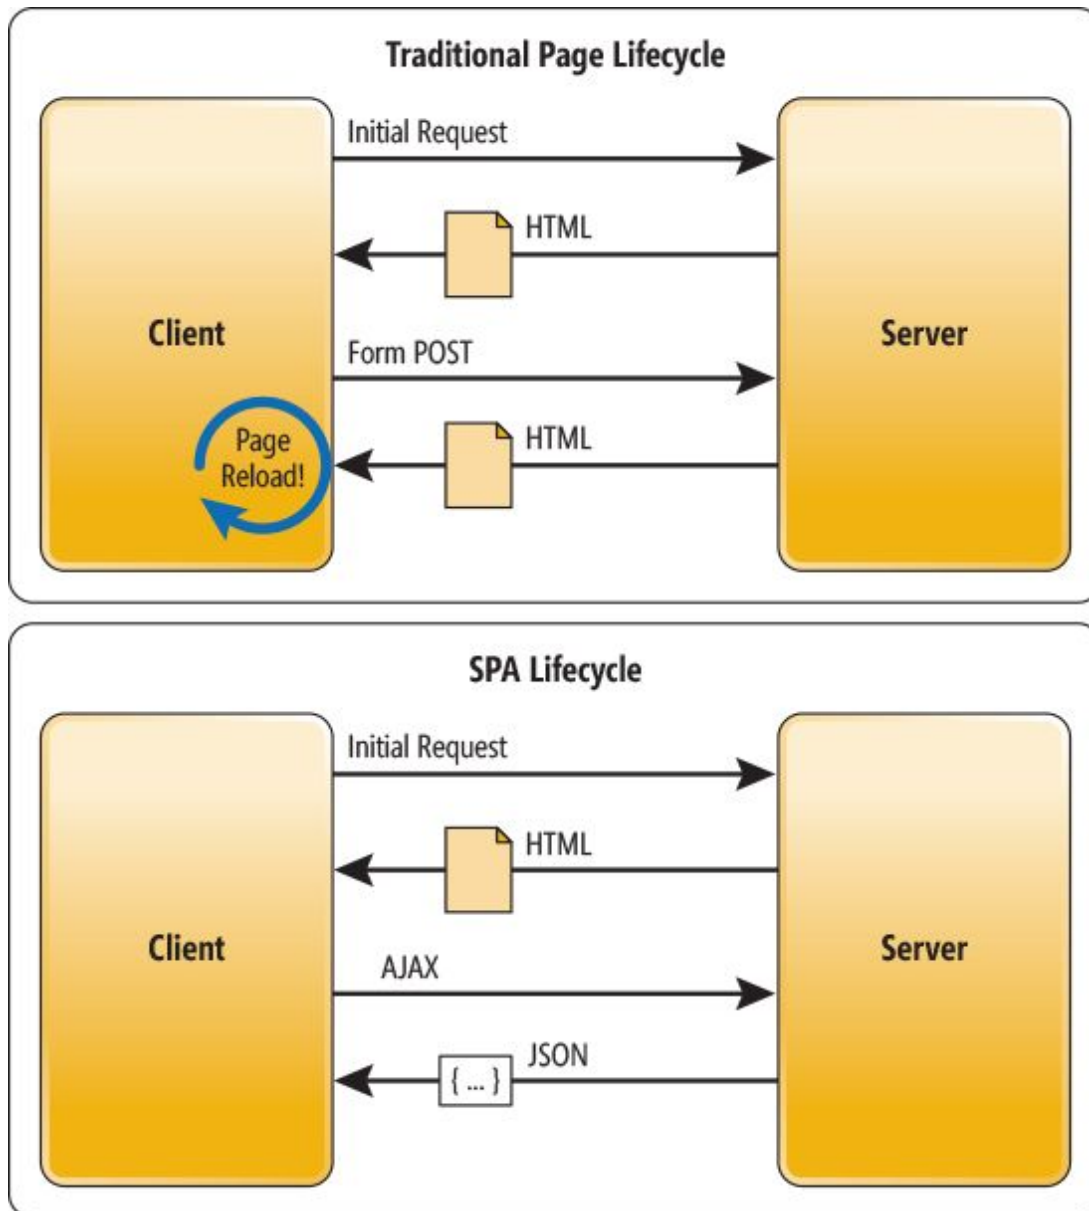 Traditional Page Lifecycle
Initial Request
HTML
Client
Server
Form POST
HTML
Page
Reload!
SPA Lifecycle
Initial Request
HTML
Client
Server
AJAX
JSON
{ ... }